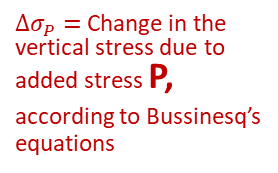 Δσ_P = Change in the
vertical stress due to
added stress P,
according to Bussinesq’s
equations